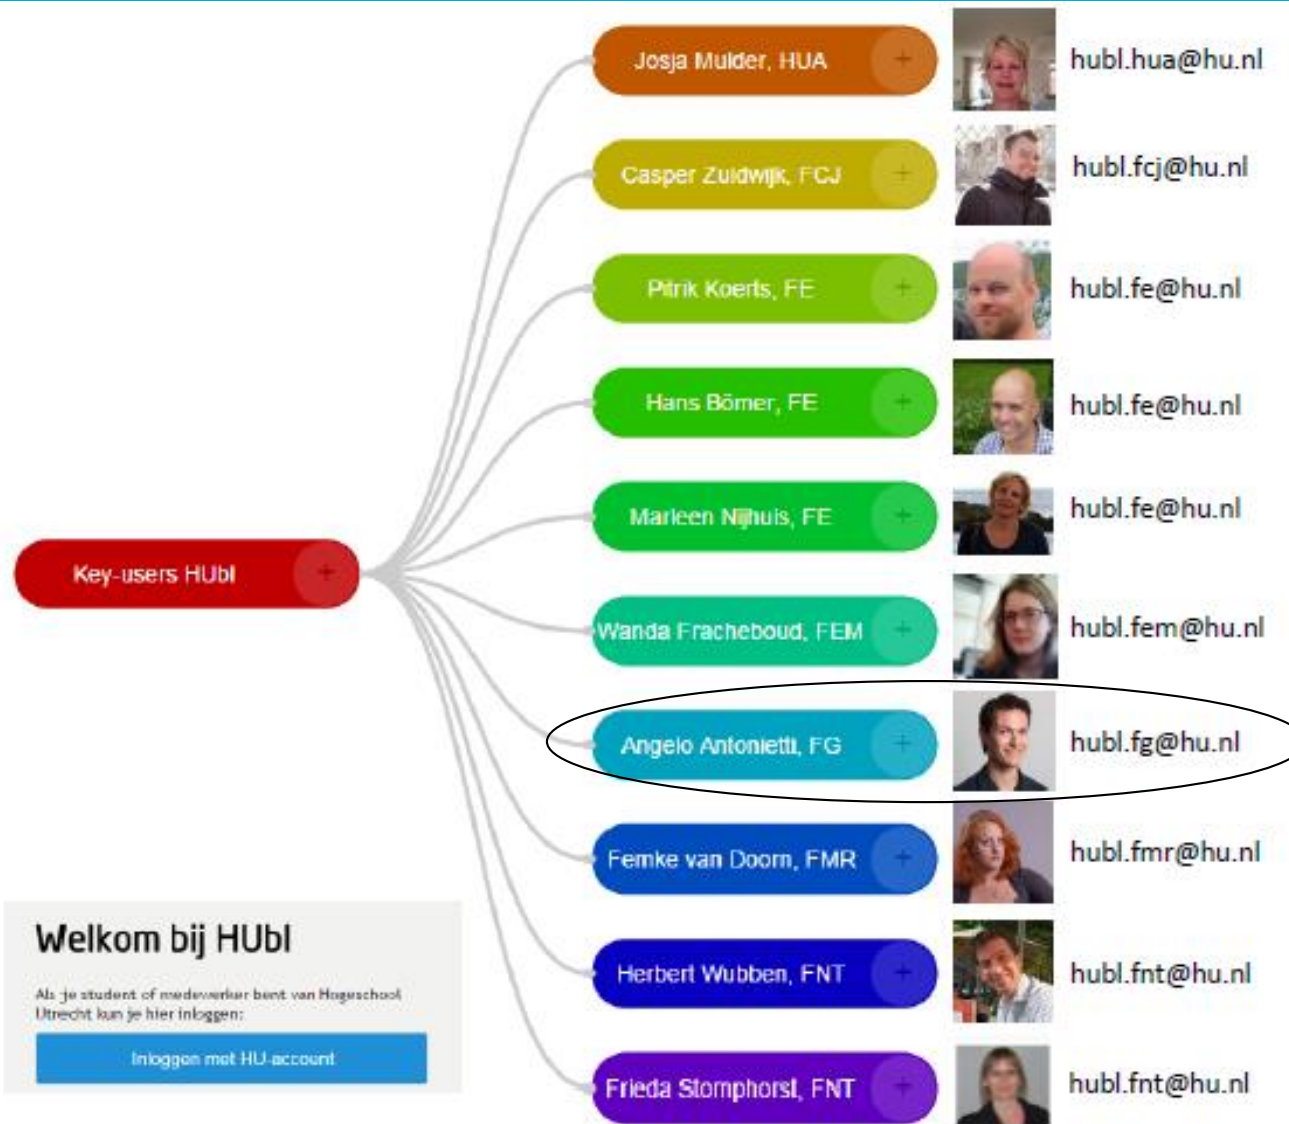 Josja Mulder, HUA
hubl.hua@hu.nl
Casper Zuidwijk, FCJ
hubl.fcj@hu.nl
Pitrik Koerts, FE
hubl.fe@hu.nl
Hans Bömer, FE
hubl.fe@hu.nl
Marleen Nijhuis, FE
hubl.fe@hu.nl
Key-users HUbl
Wanda Fracheboud, FEM
hubl.fem@hu.nl
Angelo Antonietti, FG
hubl.fg@hu.nl
Femke van Doorn, FMR
hubl.fmr@hu.nl
Herbert Wubben, FNT
hubl.fnt@hu.nl
Frieda Stomphorst, FNT
hubl.fnt@hu.nl
Welkom bij HUbl
Als je student of medewerker bent van Hogeschool
Utrecht kun je hier inloggen:
Inloggen met HU-account